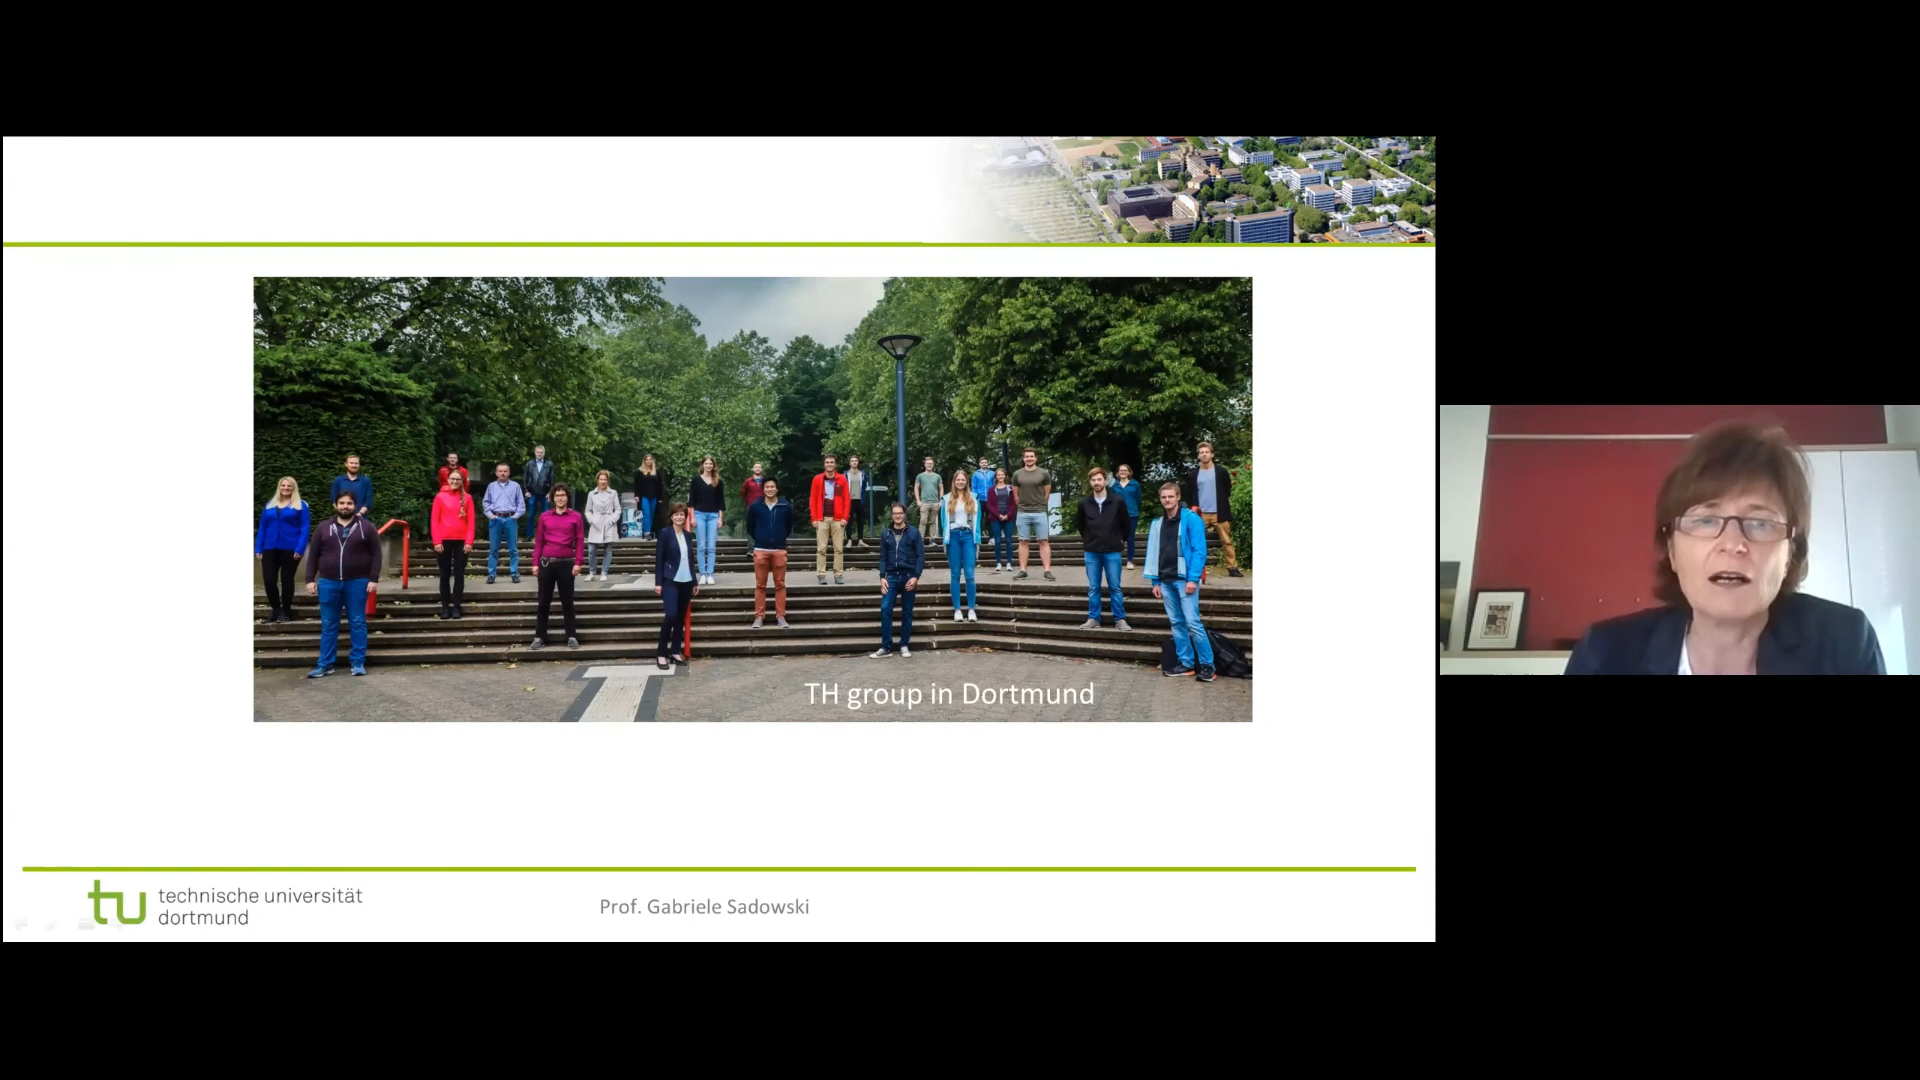 TH group in Dortmund
tu technische universität
dortmund
Prof. Gabriele Sadowski